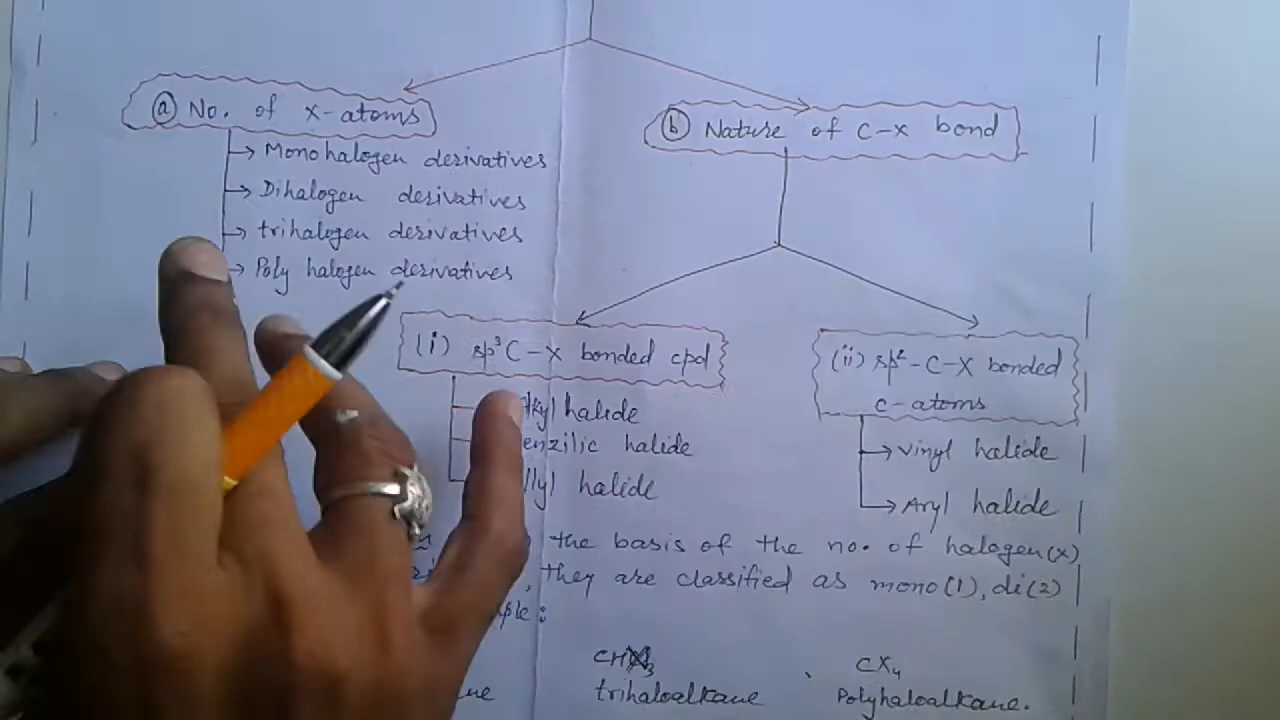 (a) No. of x-atoms
Monohalogen derivatives
Dihalogen derivatives
trihalogen derivatives
Poly halogen derivatives
(b) Nature of C-X bond
(i) sp³C-X bonded cpd
halide
halide
halide
(ii) sp²-C-X bonded
C-atoms
Vinyl halide
Aryl halide
the basis of the no. of halogen(x)
, they are classified as mono(1), di(2)
:
CX₄
trihaloalkane
Polyhaloalkane.